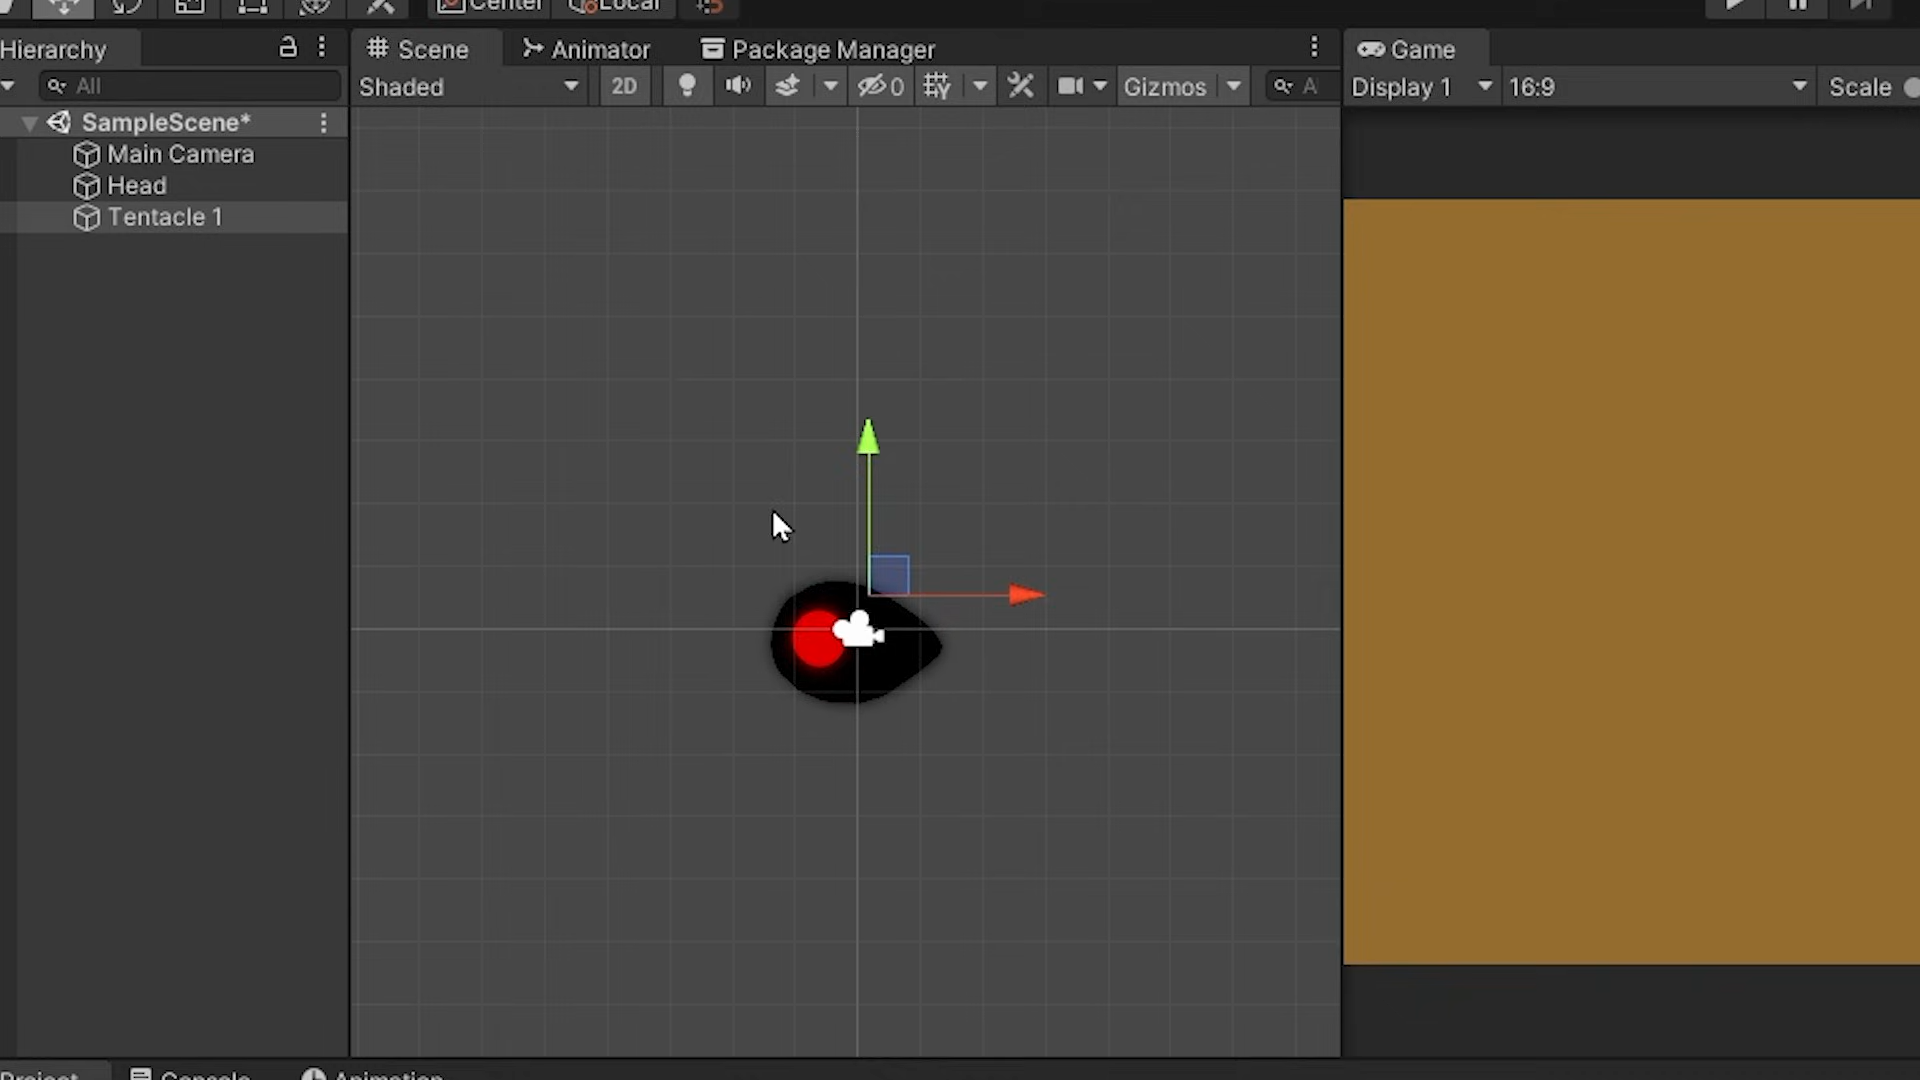 Center Local
Hierarchy
All
SampleScene*
Main Camera
Head
Tentacle 1
Scene Animator Package Manager
Shaded 2D 0 Gizmos A
Game
Display 1 16:9 Scale
Project Console Animation